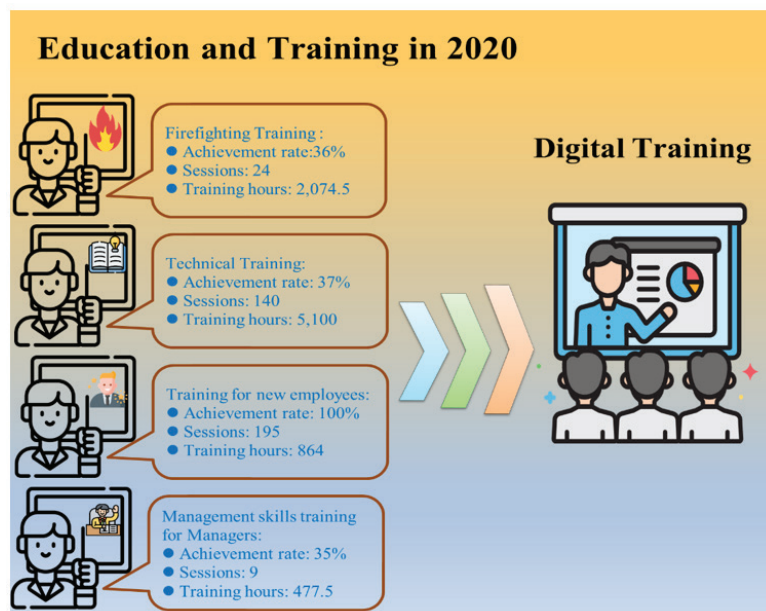 Education and Training in 2020
Firefighting Training :
● Achievement rate:36%
● Sessions: 24
● Training hours: 2,074.5
Technical Training:
● Achievement rate: 37%
● Sessions: 140
● Training hours: 5,100
Training for new employees:
● Achievement rate: 100%
● Sessions: 195
● Training hours: 864
Management skills training
for Managers:
● Achievement rate: 35%
● Sessions: 9
● Training hours: 477.5
Digital Training